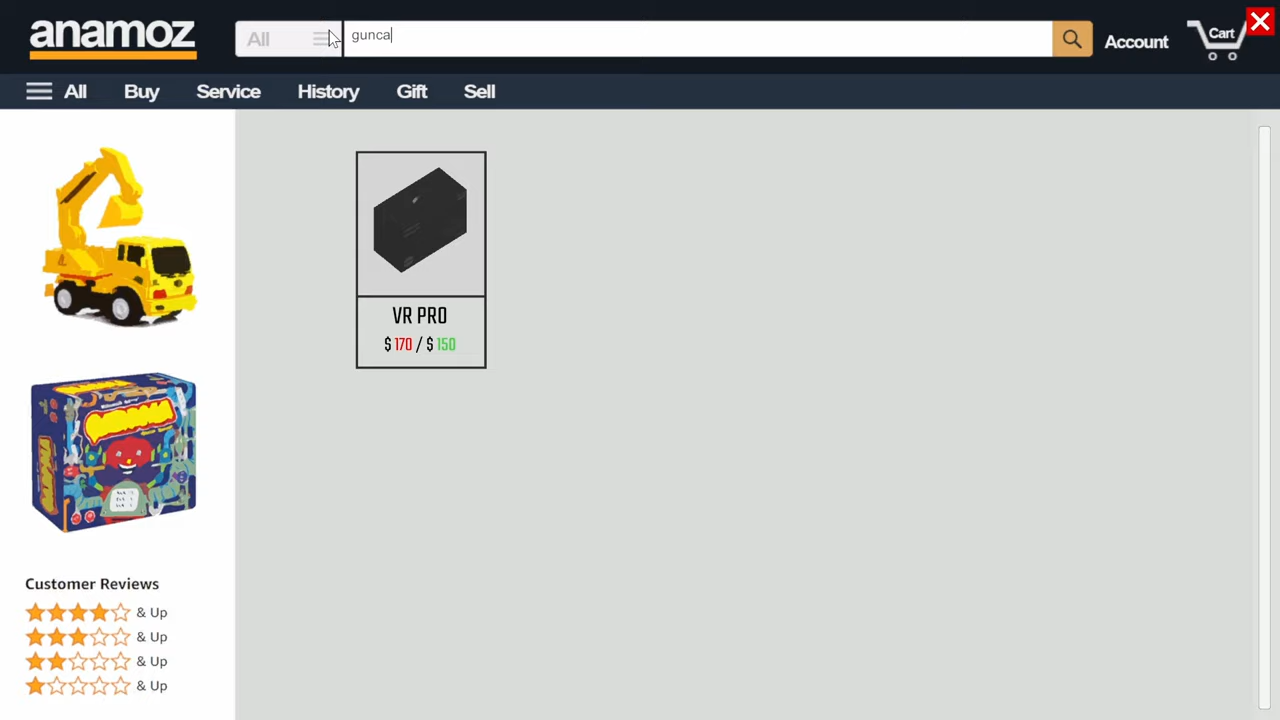 anamoz
All
gunca
Account
Cart
All
Buy
Service
History
Gift
Sell
VR PRO
$ 170 / $ 150
Customer Reviews
& Up
& Up
& Up
& Up